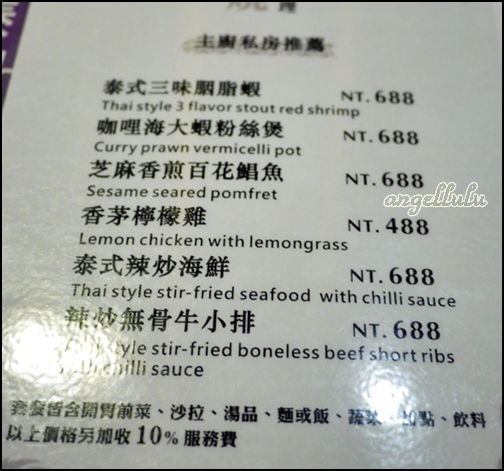 理
主廚私房推薦
泰式三味胭脂蝦 NT. 688
Thai style 3 flavor stout red shrimp
咖哩海大蝦粉絲煲 NT. 688
Curry prawn vermicelli pot
芝麻香煎百花鯧魚 NT. 688
Sesame seared pomfret
angellulu
香茅檸檬雞 NT. 488
Lemon chicken with lemongrass
泰式辣炒海鮮 NT. 688
Thai style stir-fried seafood with chilli sauce
辣炒無骨牛小排 NT. 688
style stir-fried boneless beef short ribs
chilli sauce
套餐皆含開胃前菜、沙拉、湯品、麵或飯、蔬菜、甜點、飲料
以上價格另加收10%服務費